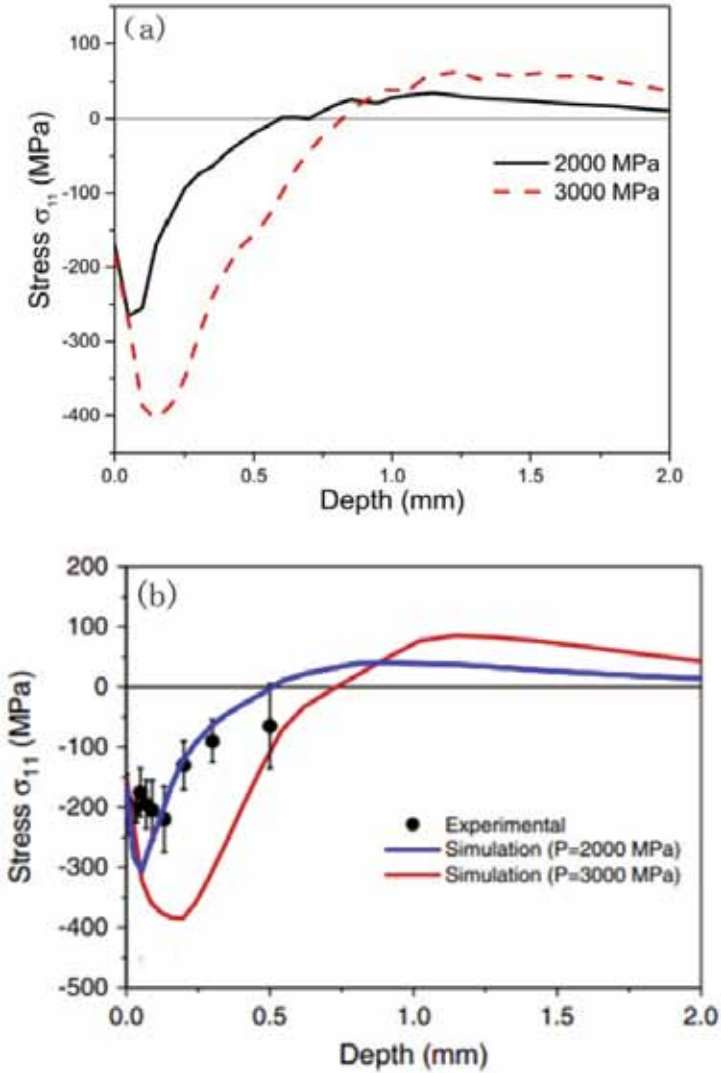 (a)
100
0
-100
-200
-300
-400
Stress σ11 (MPa)
2000 MPa
3000 MPa
0.0 0.5 1.0 1.5 2.0
Depth (mm)
(b)
200
100
0
-100
-200
-300
-400
-500
Stress σ11 (MPa)
Experimental
Simulation (P=2000 MPa)
Simulation (P=3000 MPa)
0.0 0.5 1.0 1.5 2.0
Depth (mm)